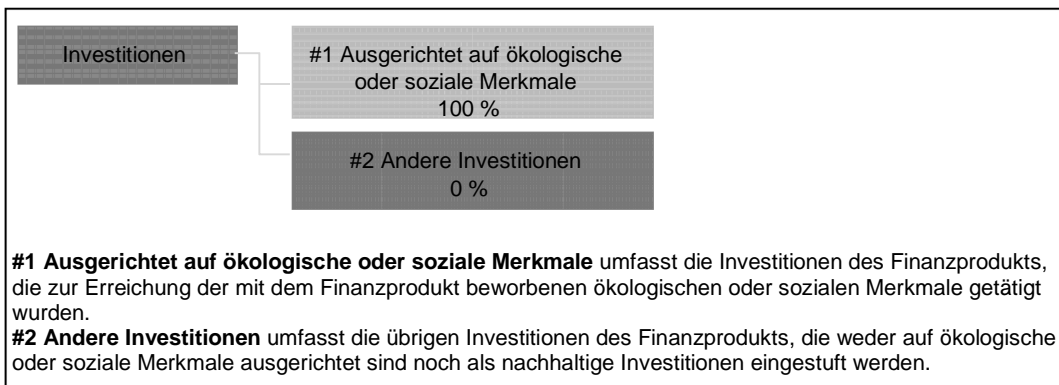 Investitionen
#1 Ausgerichtet auf ökologische
oder soziale Merkmale
100 %
#2 Andere Investitionen
0 %
#1 Ausgerichtet auf ökologische oder soziale Merkmale umfasst die Investitionen des Finanzprodukts,
die zur Erreichung der mit dem Finanzprodukt beworbenen ökologischen oder sozialen Merkmale getätigt
wurden.
#2 Andere Investitionen umfasst die übrigen Investitionen des Finanzprodukts, die weder auf ökologische
oder soziale Merkmale ausgerichtet sind noch als nachhaltige Investitionen eingestuft werden.